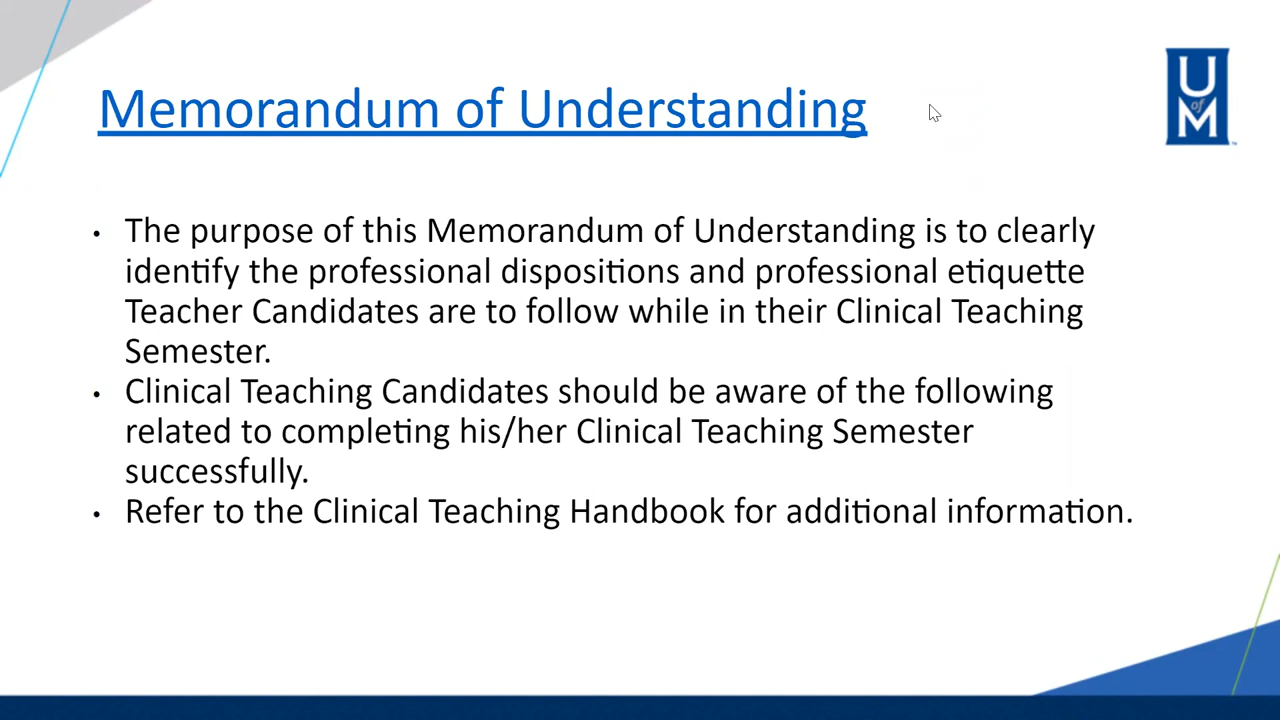 Memorandum of Understanding
U
of
M
™
• The purpose of this Memorandum of Understanding is to clearly
identify the professional dispositions and professional etiquette
Teacher Candidates are to follow while in their Clinical Teaching
Semester.
• Clinical Teaching Candidates should be aware of the following
related to completing his/her Clinical Teaching Semester
successfully.
• Refer to the Clinical Teaching Handbook for additional information.